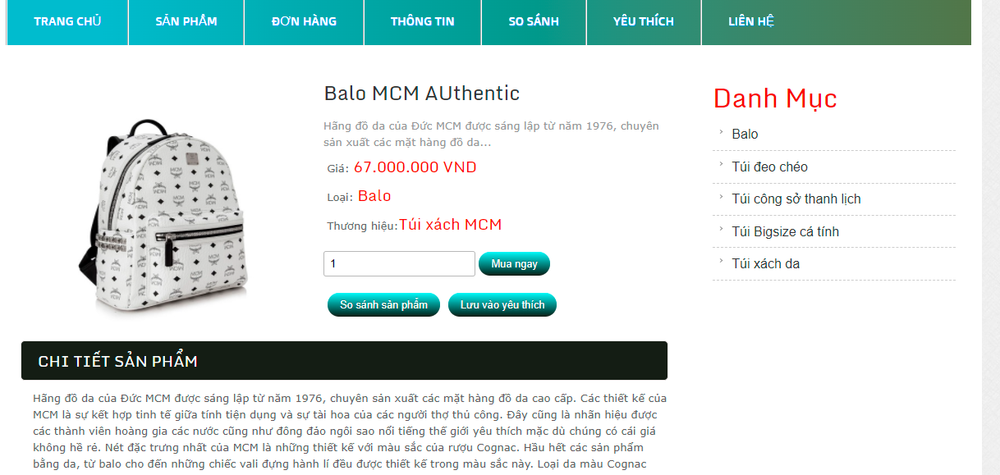 TRANG CHỦ
SẢN PHẨM
ĐƠN HÀNG
THÔNG TIN
SO SÁNH
YÊU THÍCH
LIÊN HỆ
Balo MCM AUthentic
Hãng đồ da của Đức MCM được sáng lập từ năm 1976, chuyên
sản xuất các mặt hàng đồ da...
Giá: 67.000.000 VND
Loại: Balo
Thương hiệu:Túi xách MCM
1
Mua ngay
So sánh sản phẩm
Lưu vào yêu thích
Danh Mục
Balo
Túi đeo chéo
Túi công sở thanh lịch
Túi Bigsize cá tính
Túi xách da
CHI TIẾT SẢN PHẨM
Hãng đồ da của Đức MCM được sáng lập từ năm 1976, chuyên sản xuất các mặt hàng đồ da cao cấp. Các thiết kế của
MCM là sự kết hợp tinh tế giữa tính tiện dụng và sự tài hoa của các người thợ thủ công. Đây cũng là nhãn hiệu được
các thành viên hoàng gia các nước cũng như đông đảo ngôi sao nổi tiếng thế giới yêu thích mặc dù chúng có cái giá
không hề rẻ. Nét đặc trưng nhất của MCM là những thiết kế với màu sắc của rượu Cognac. Hầu hết các sản phẩm
bằng da, từ balo cho đến những chiếc vali đựng hành lí đều được thiết kế trong màu sắc này. Loại da màu Cognac